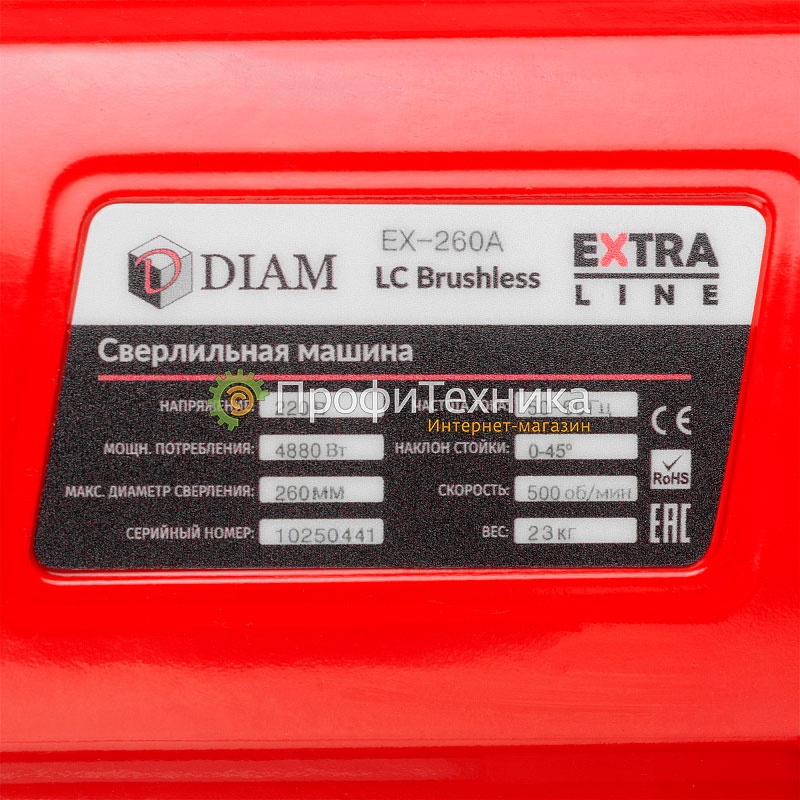 DIAM
EX-260A
LC Brushless
EXTRA
LINE
Сверлильная машина
ПрофиТехника
Интернет-магазин
НАПРЯЖЕНИЕ: 220
МОЩН. ПОТРЕБЛЕНИЯ: 4880 Вт
НАКЛОН СТОЙКИ: 0-45°
МАКС. ДИАМЕТР СВЕРЛЕНИЯ: 260 мм
СКОРОСТЬ: 500 об/мин
СЕРИЙНЫЙ НОМЕР: 10250441
ВЕС: 23 кг
CE
RoHS
EAC